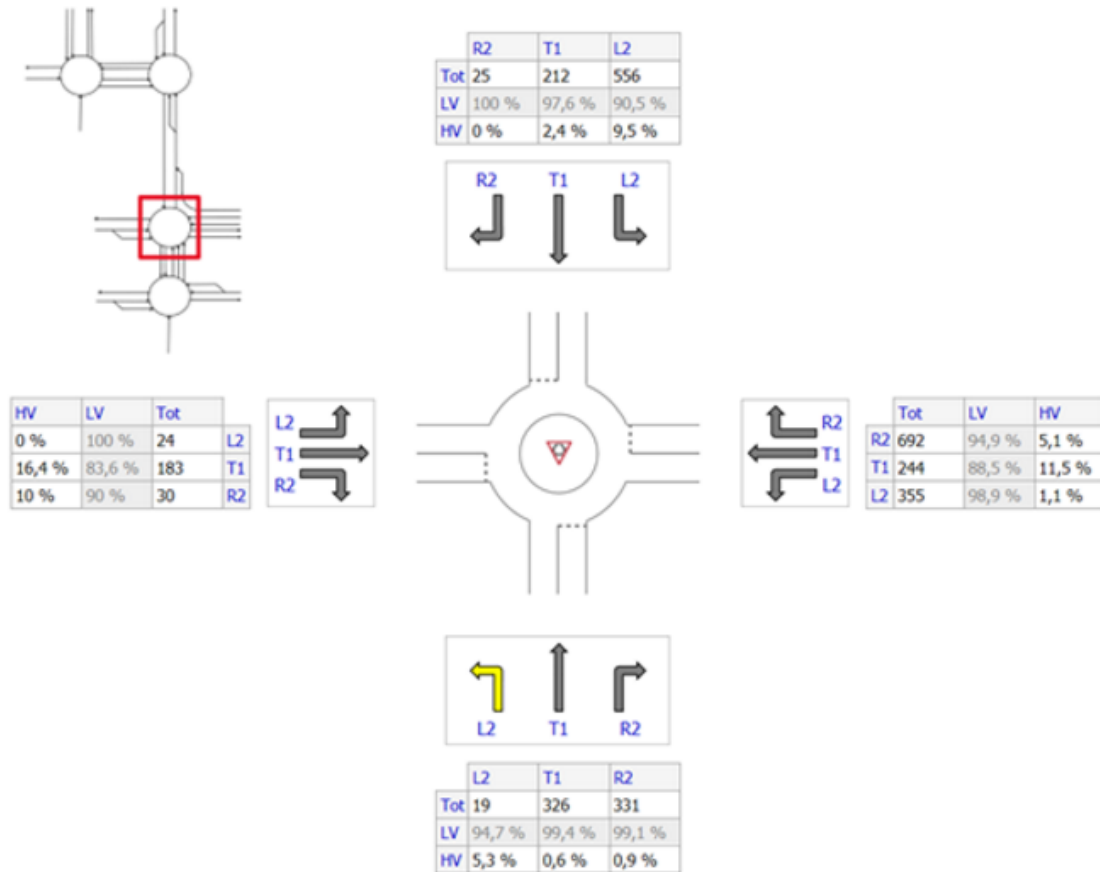 R2 T1 L2
Tot 25 212 556
LV 100 % 97,6 % 90,5 %
HV 0 % 2,4 % 9,5 %
R2 T1 L2
HV LV Tot
0 % 100 % 24 L2
16,4 % 83,6 % 183 T1
10 % 90 % 30 R2
L2
T1
R2
R2
T1
L2
Tot LV HV
R2 692 94,9 % 5,1 %
T1 244 88,5 % 11,5 %
L2 355 98,9 % 1,1 %
L2 T1 R2
L2 T1 R2
Tot 19 326 331
LV 94,7 % 99,4 % 99,1 %
HV 5,3 % 0,6 % 0,9 %